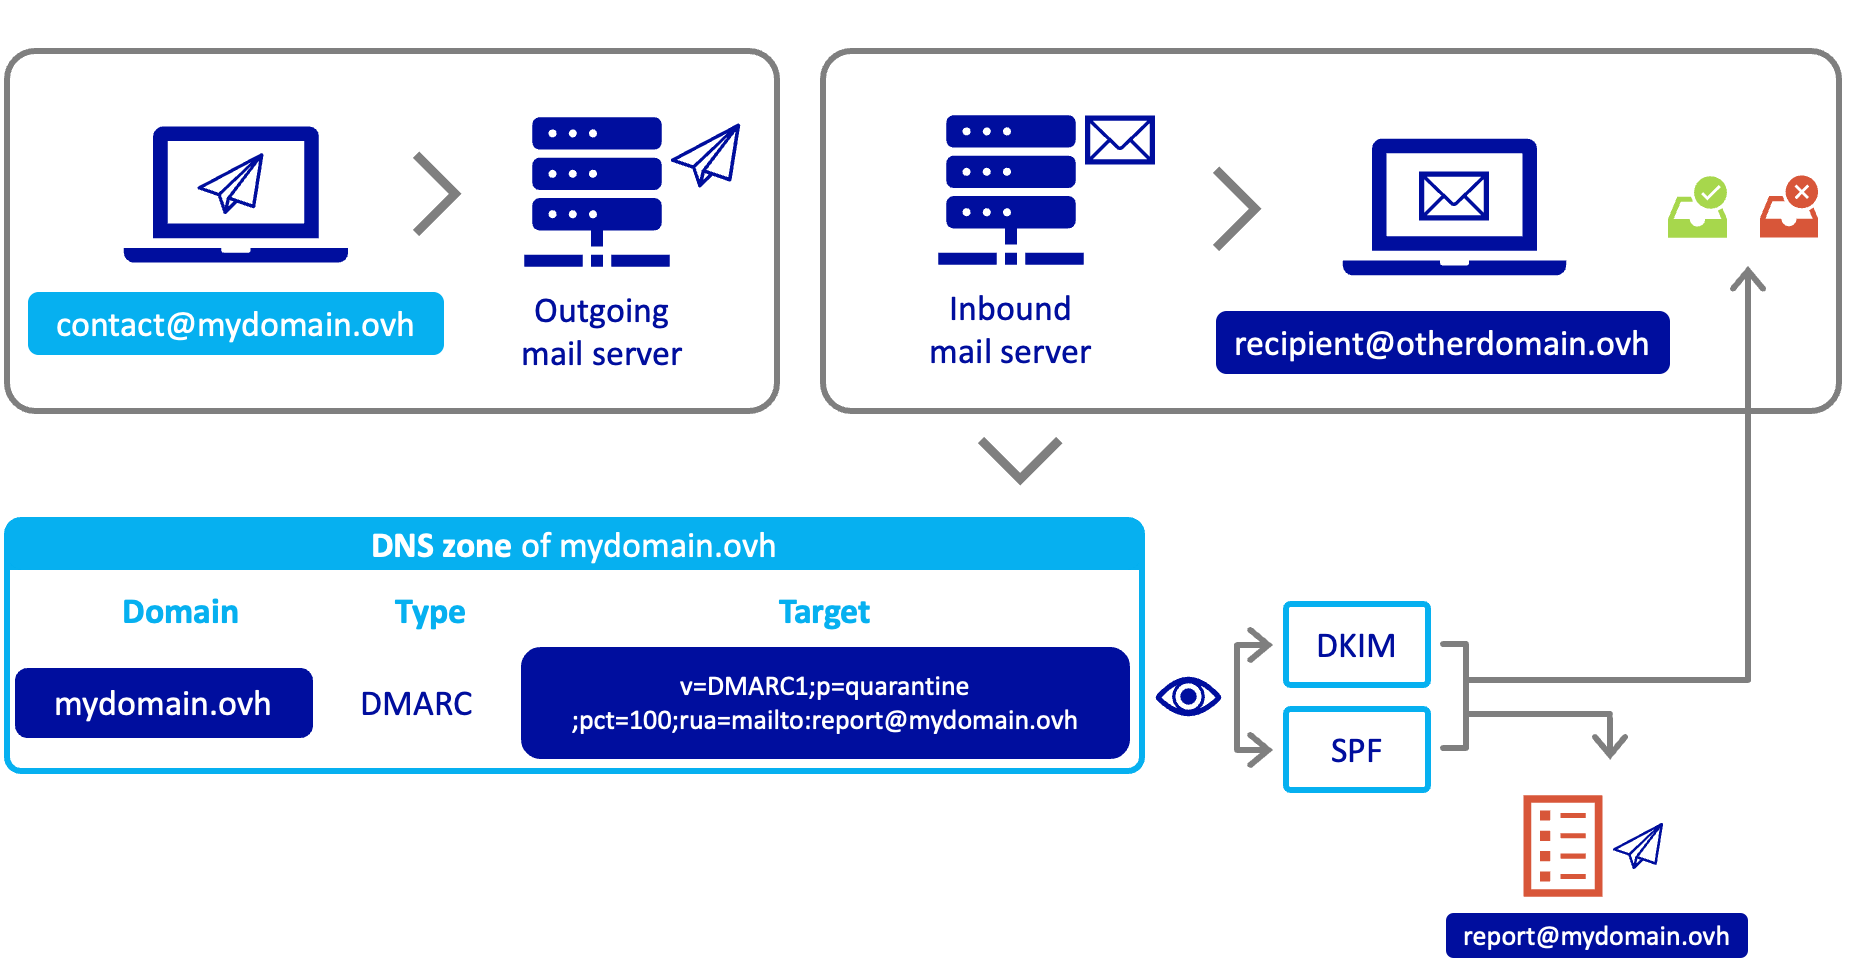 contact@mydomain.ovh
Outgoing
mail server
Inbound
mail server
recipient@otherdomain.ovh
DNS zone of mydomain.ovh
Domain
Type
Target
mydomain.ovh
DMARC
v=DMARC1;p=quarantine
;pct=100;rua=mailto:report@mydomain.ovh
DKIM
SPF
report@mydomain.ovh